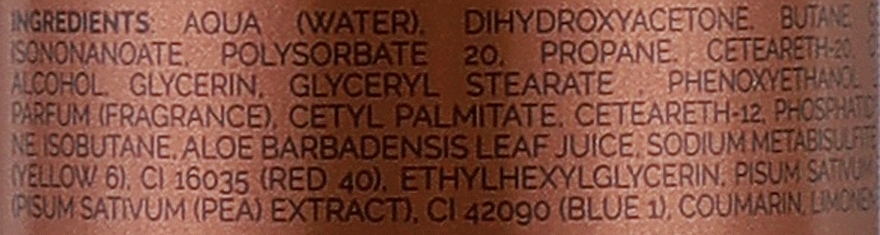 INGREDIENTS: AQUA (WATER), DIHYDROXYACETONE, BUTANE,
ISONONANOATE, POLYSORBATE 20, PROPANE, CETEARETH-20,
ALCOHOL, GLYCERIN, GLYCERYL STEARATE , PHENOXYETHANOL,
PARFUM (FRAGRANCE), CETYL PALMITATE, CETEARETH-12,
NE ISOBUTANE, ALOE BARBADENSIS LEAF JUICE, SODIUM METABISULFITE
(YELLOW 6), CI 16035 (RED 40), ETHYLHEXYLGLYCERIN, PISUM SATIVUM
(PISUM SATIVUM (PEA) EXTRACT), CI 42090 (BLUE 1), COUMARIN,